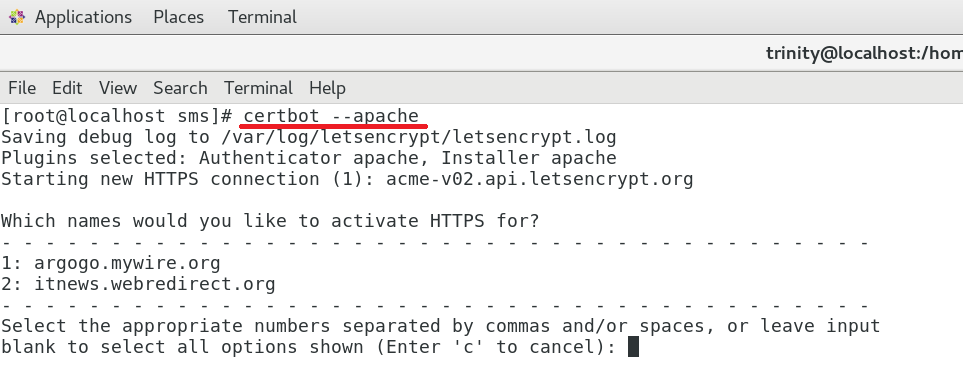 Applications Places Terminal
trinity@localhost:/hom
File Edit View Search Terminal Help
[root@localhost sms]# certbot --apache
Saving debug log to /var/log/letsencrypt/letsencrypt.log
Plugins selected: Authenticator apache, Installer apache
Starting new HTTPS connection (1): acme-v02.api.letsencrypt.org
Which names would you like to activate HTTPS for?
- - - - - - - - - - - - - - - - - - - - - - - - - - - - - - - - - - - - - - - -
1: argogo.mywire.org
2: itnews.webredirect.org
- - - - - - - - - - - - - - - - - - - - - - - - - - - - - - - - - - - - - - - -
Select the appropriate numbers separated by commas and/or spaces, or leave input
blank to select all options shown (Enter 'c' to cancel):